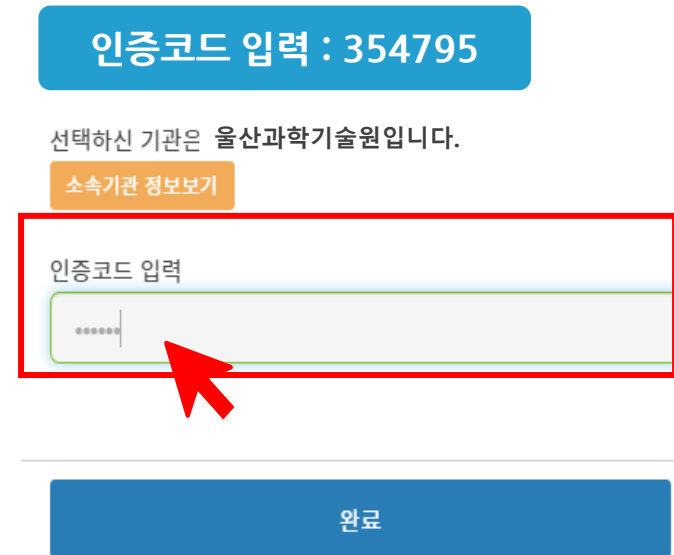 인증코드 입력 : 354795
선택하신 기관은 울산과학기술원입니다.
소속기관 정보보기
인증코드 입력
••••••
완료